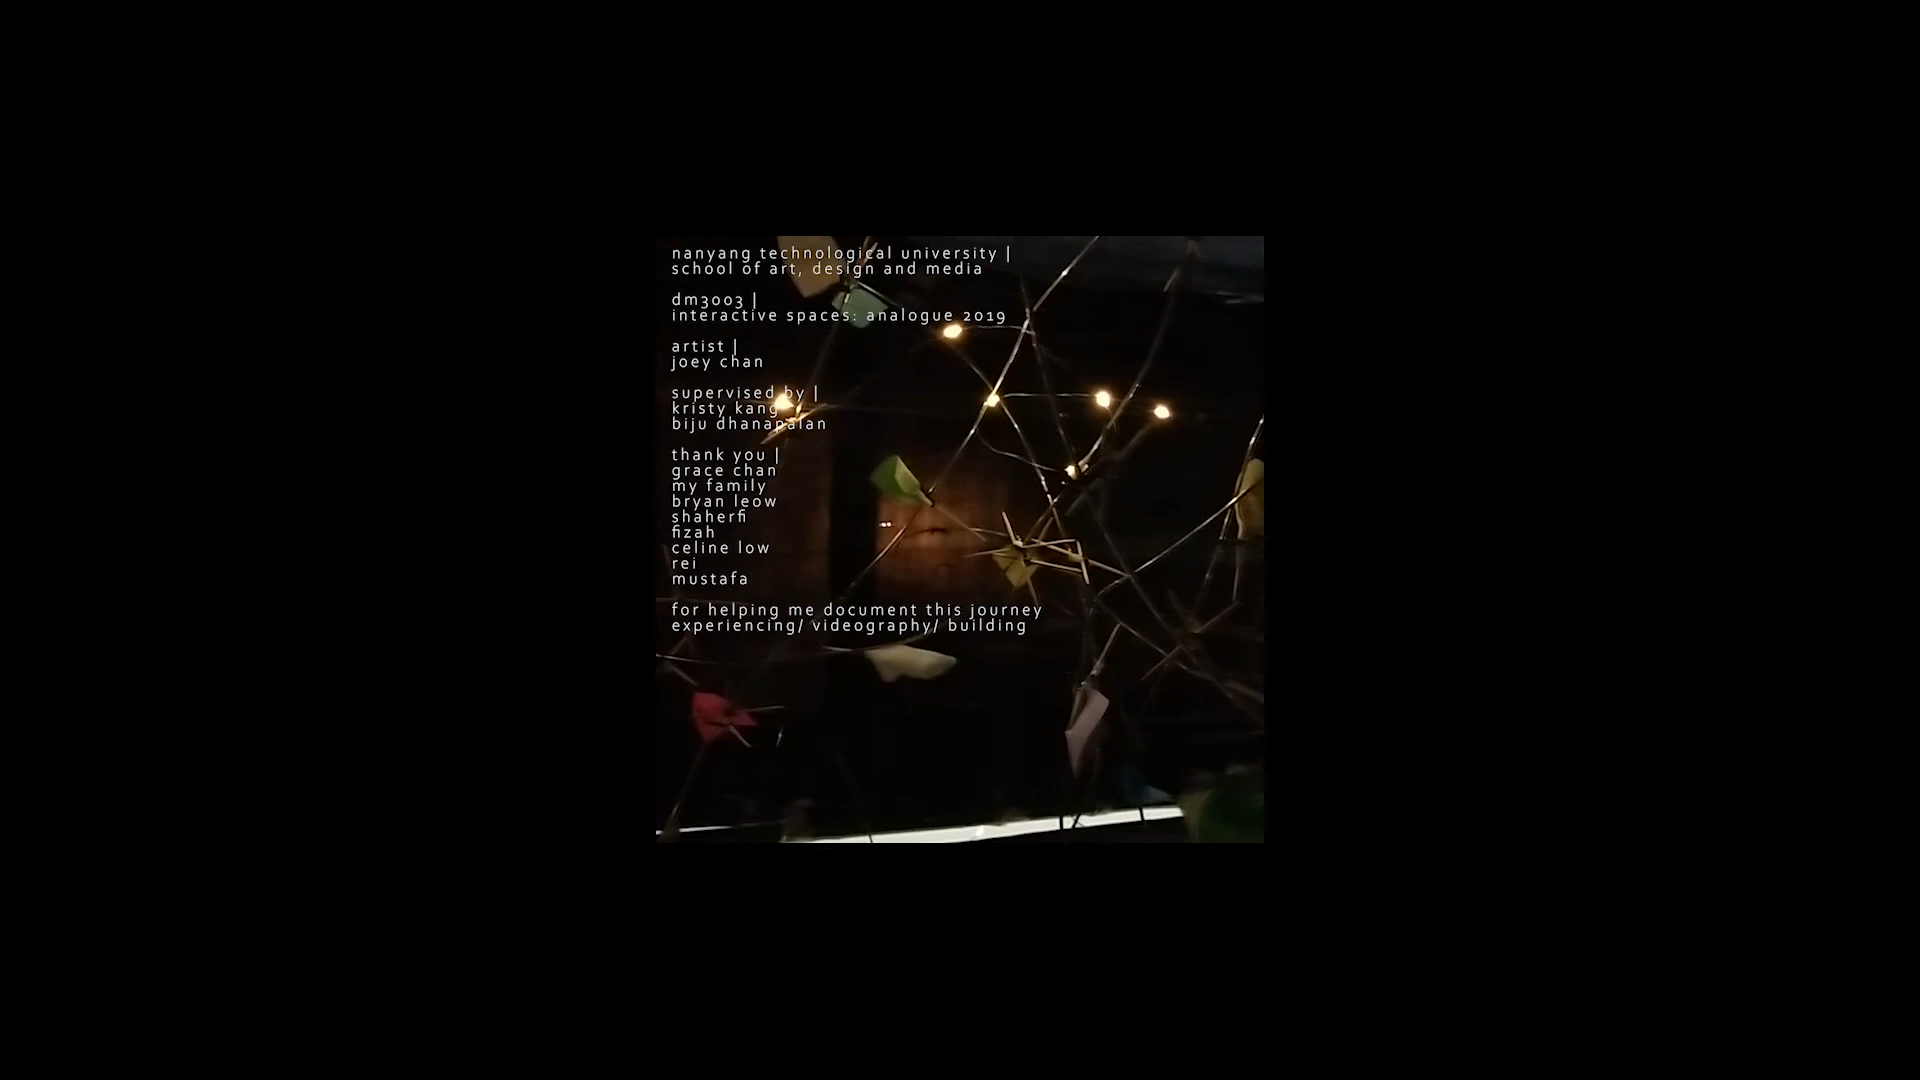 nanyang technological university |
school of art, design and media
dm3003 |
interactive spaces: analogue 2019
artist |
joey chan
supervised by |
kristy kang
biju dhanapalan
thank you |
grace chan
my family
bryan leow
shaherfi
fizah
celine low
rei
mustafa
for helping me document this journey
experiencing/ videography/ building